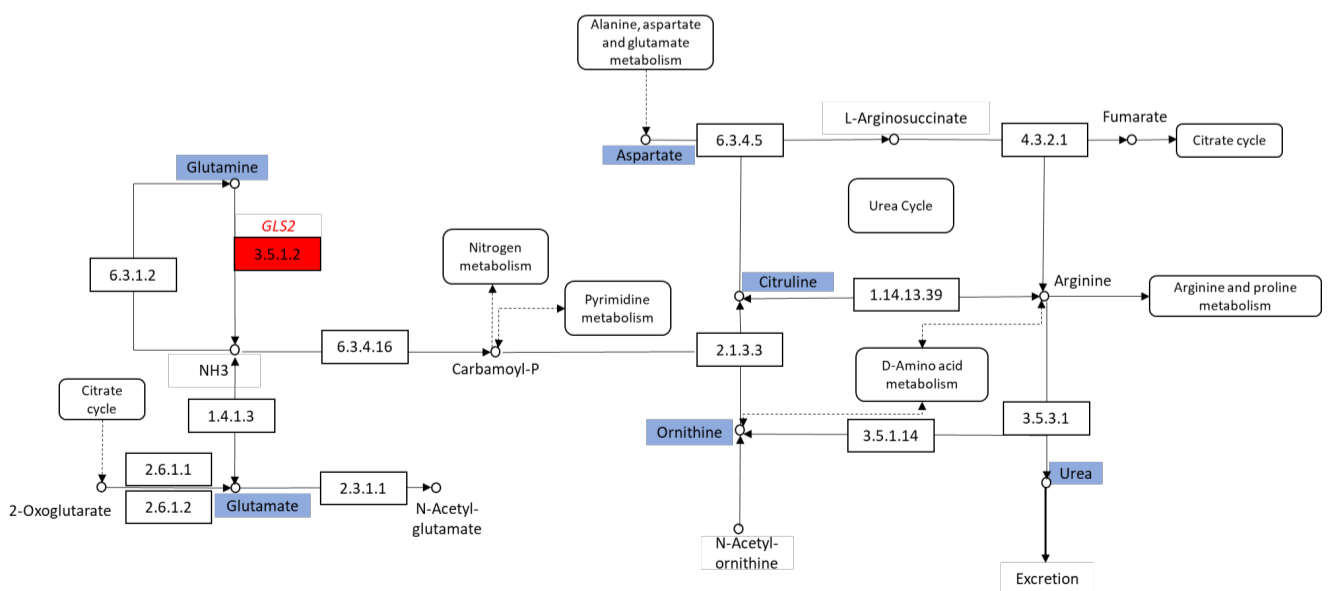 Alanine, aspartate
and glutamate
metabolism
Aspartate
6.3.4.5
L-Arginosuccinate
4.3.2.1
Fumarate
Citrate cycle
Urea Cycle
Glutamine
GLS2
3.5.1.2
6.3.1.2
Nitrogen
metabolism
Pyrimidine
metabolism
Citruline
1.14.13.39
Arginine
Arginine and proline
metabolism
NH3
6.3.4.16
Carbamoyl-P
2.1.3.3
D-Amino acid
metabolism
Citrate
cycle
1.4.1.3
Ornithine
3.5.1.14
3.5.3.1
Urea
2.6.1.1
2-Oxoglutarate
2.6.1.2
Glutamate
2.3.1.1
N-Acetyl-
glutamate
N-Acetyl-
ornithine
Excretion